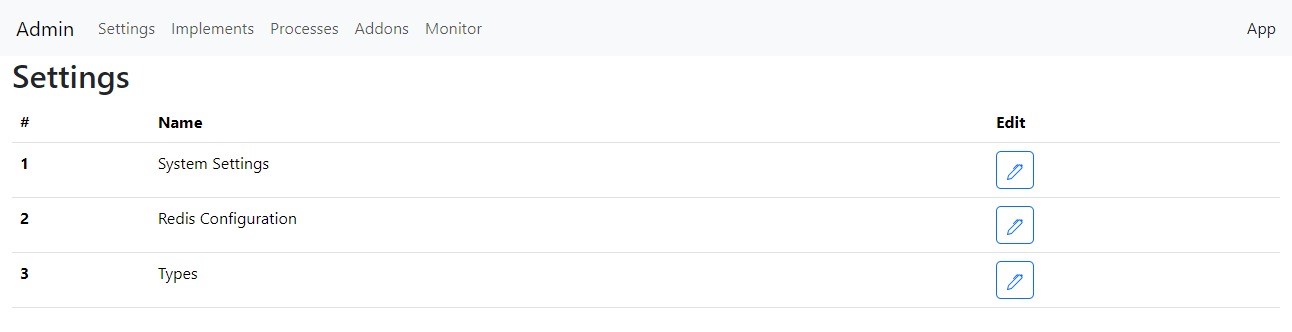 Admin Settings Implements Processes Addons Monitor App
Settings
# Name Edit
1 System Settings
2 Redis Configuration
3 Types